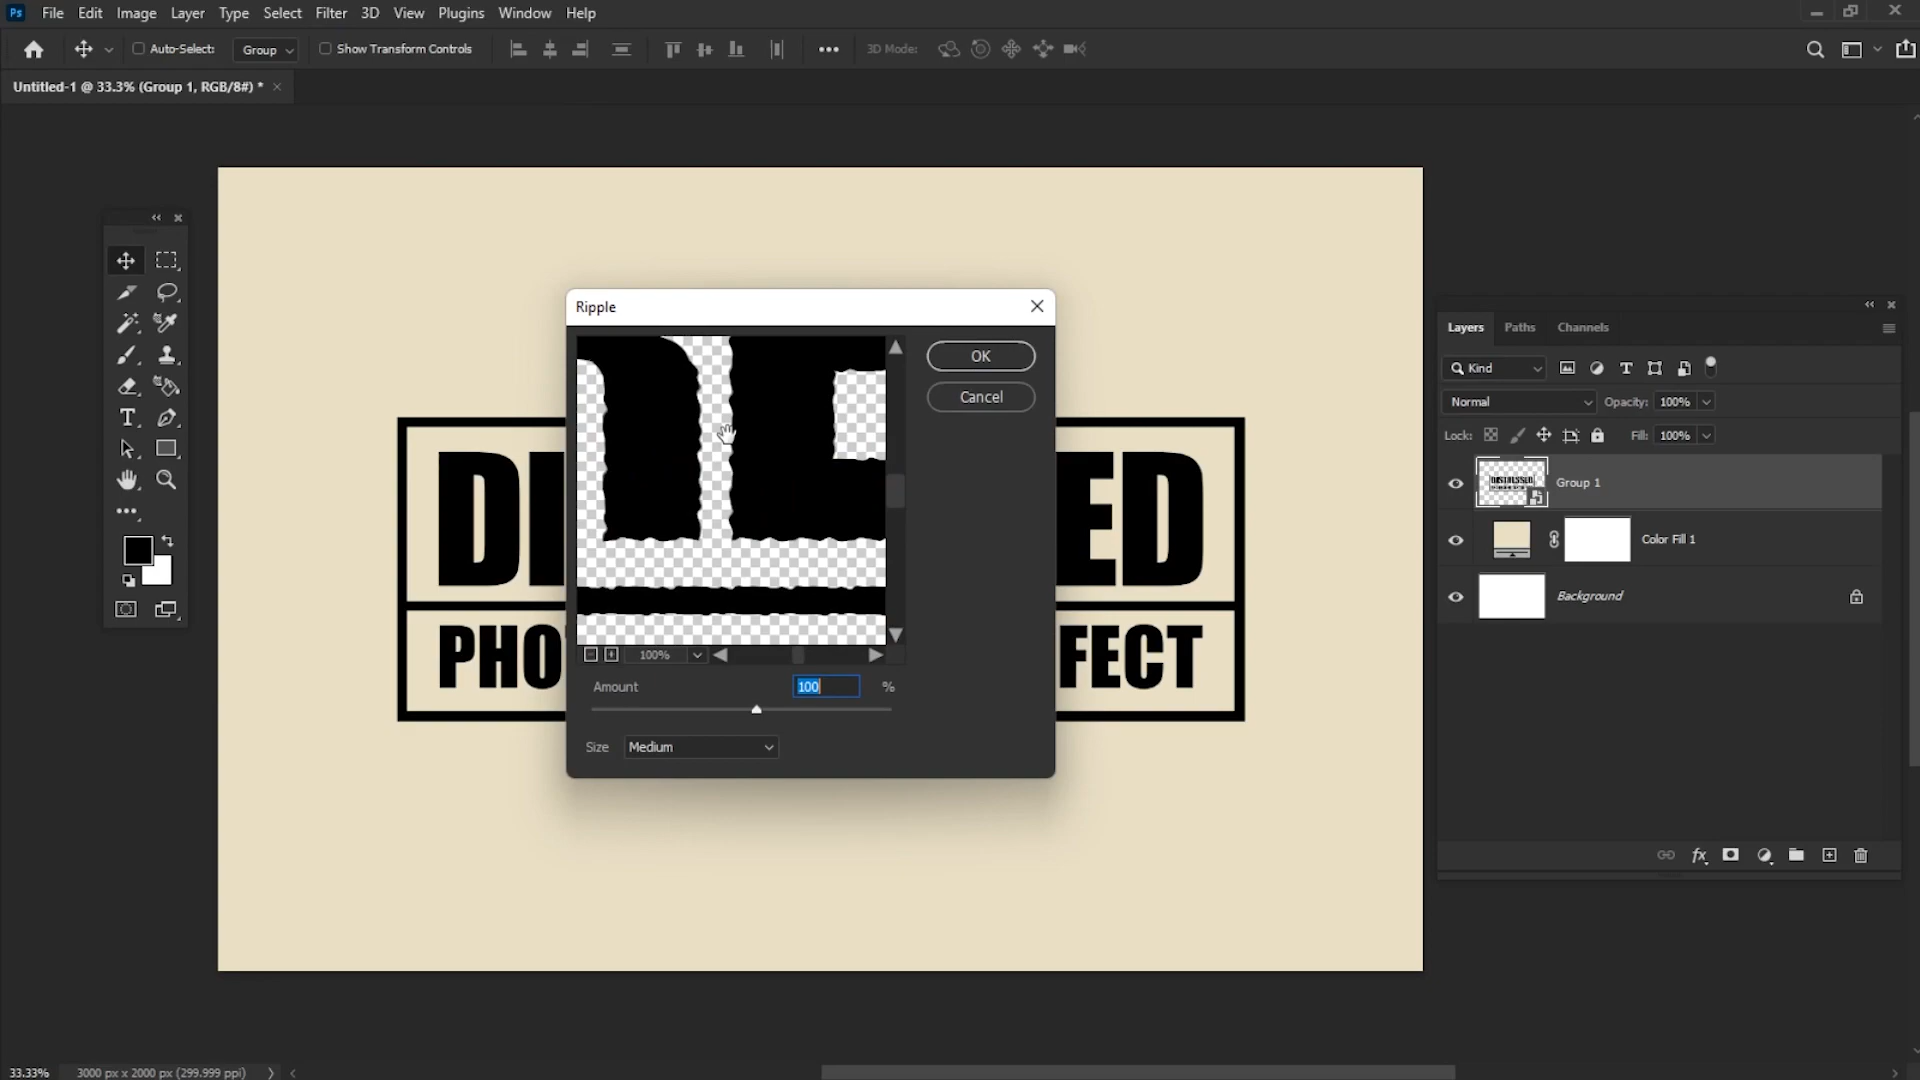 Ps File Edit Image Layer Type Select Filter 3D View Plugins Window Help
Auto-Select: Group Show Transform Controls 3D Mode:
Untitled-1 @ 33.3% (Group 1, RGB/8#) *
Ripple
OK
Cancel
100%
Amount 100 %
Size Medium
DI ED
PHO FECT
Layers Paths Channels
Kind
Normal Opacity: 100%
Lock: Fill: 100%
Group 1
Color Fill 1
Background
fx
33.33% 3000 px x 2000 px (299.999 ppi)